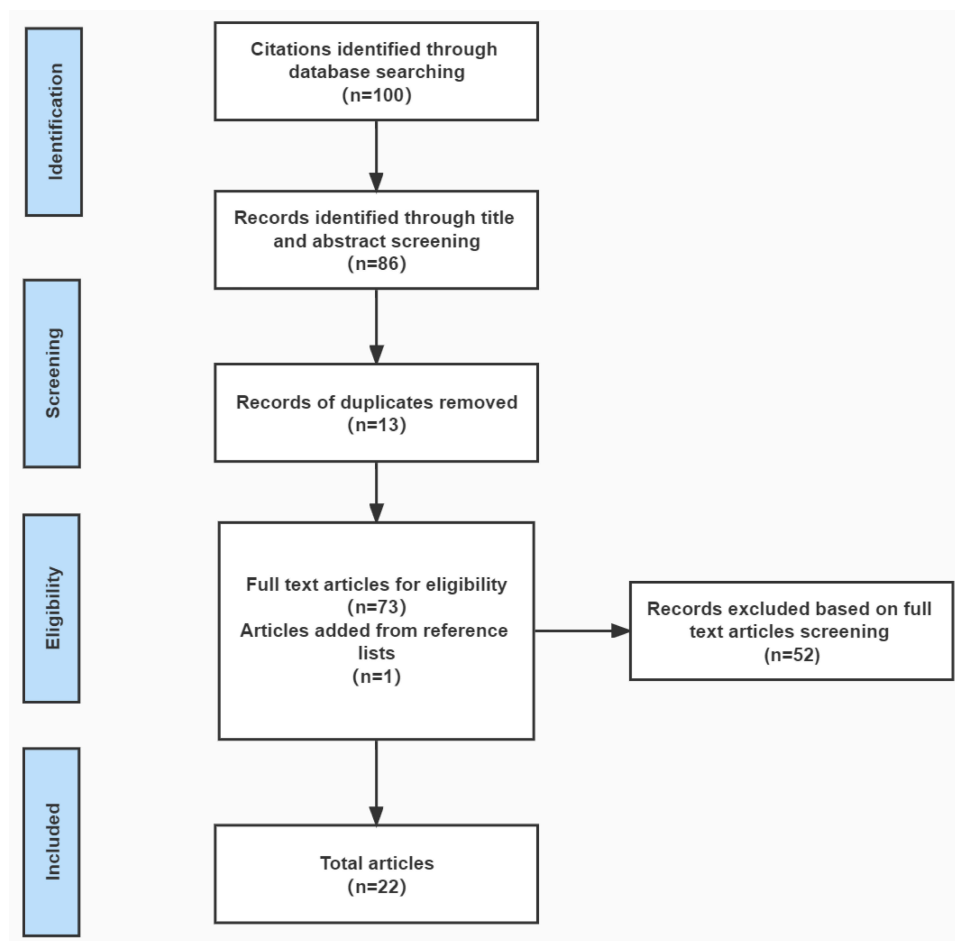 Identification
Citations identified through
database searching
(n=100)
Records identified through title
and abstract screening
(n=86)
Screening
Records of duplicates removed
(n=13)
Eligibility
Full text articles for eligibility
(n=73)
Articles added from reference
lists
(n=1)
Records excluded based on full
text articles screening
(n=52)
Included
Total articles
(n=22)